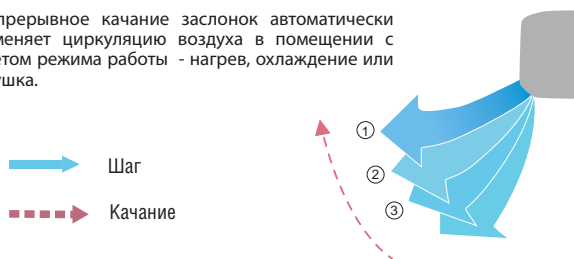 прерывное качание заслонок автоматически
меняет циркуляцию воздуха в помещении с
етом режима работы - нагрев, охлаждение или
ушка.
1
2
Шаг
3
Качание